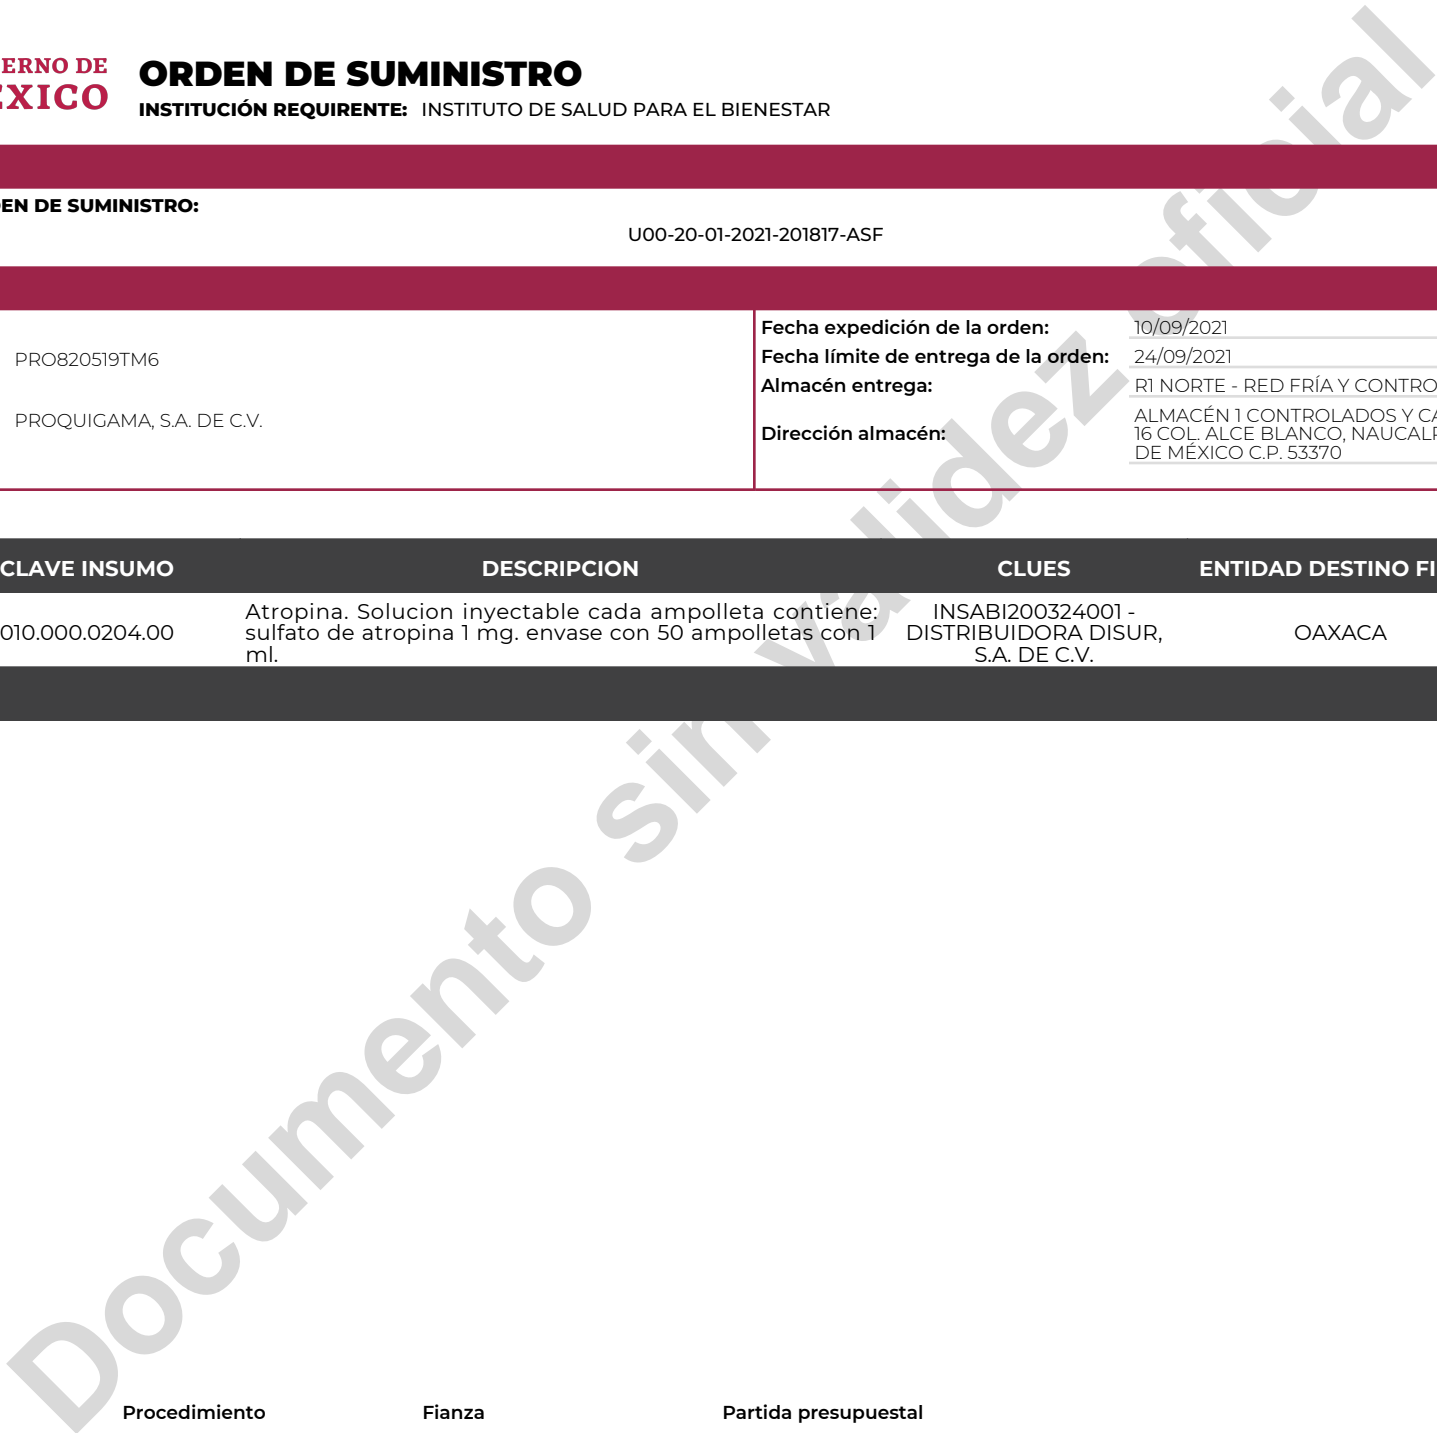 ERNO DE
ÉXICO
ORDEN DE SUMINISTRO
INSTITUCIÓN REQUIRENTE: INSTITUTO DE SALUD PARA EL BIENESTAR
EN DE SUMINISTRO:
U00-20-01-2021-201817-ASF
PRO820519TM6
PROQUIGAMA, S.A. DE C.V.
Fecha expedición de la orden: 10/09/2021
Fecha límite de entrega de la orden: 24/09/2021
Almacén entrega: R1 NORTE - RED FRÍA Y CONTRO
Dirección almacén: ALMACÉN 1 CONTROLADOS Y CA
16 COL. ALCE BLANCO, NAUCALP
DE MÉXICO C.P. 53370
CLAVE INSUMO DESCRIPCION CLUES ENTIDAD DESTINO FI
010.000.0204.00
Atropina. Solucion inyectable cada ampolleta contiene:
sulfato de atropina 1 mg. envase con 50 ampolletas con 1
ml.
INSABI200324001 -
DISTRIBUIDORA DISUR,
S.A. DE C.V.
OAXACA
Documento sin validez oficial
Procedimiento Fianza Partida presupuestal